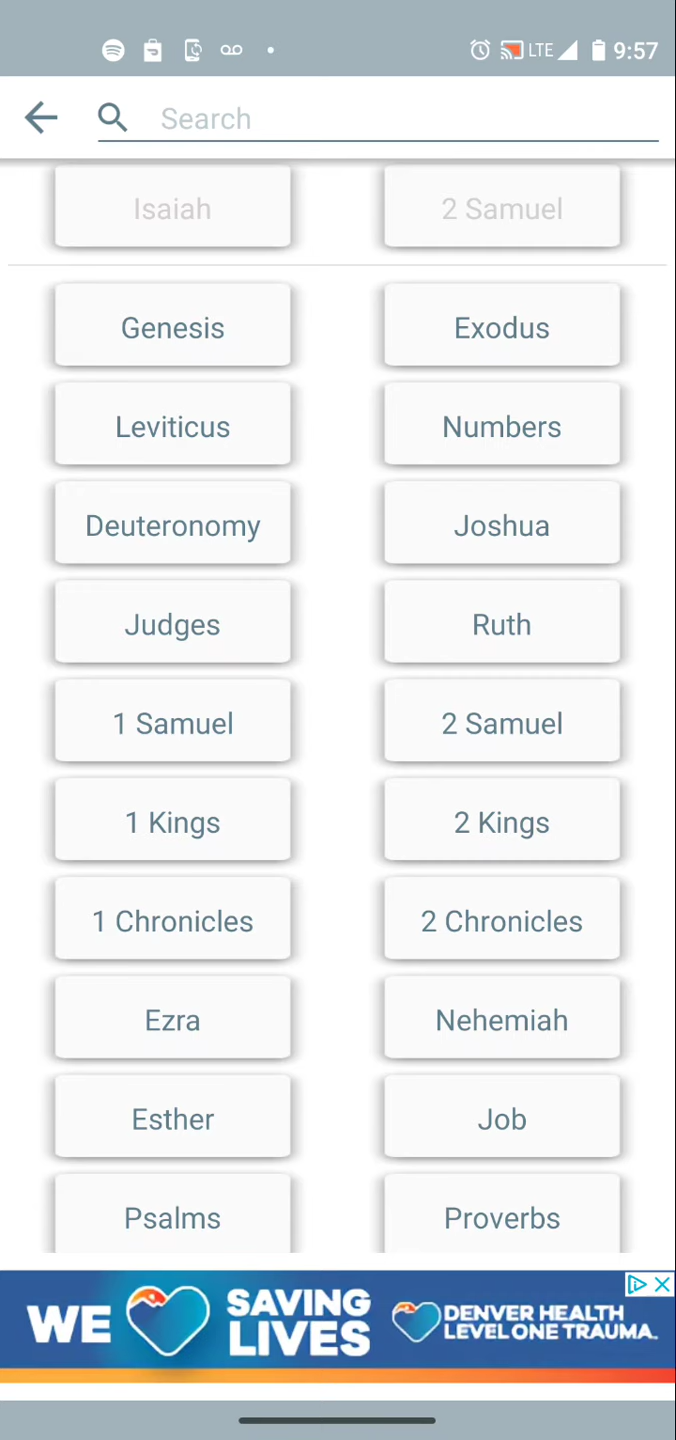 LTE 9:57
Search
Isaiah 2 Samuel
Genesis Exodus
Leviticus Numbers
Deuteronomy Joshua
Judges Ruth
1 Samuel 2 Samuel
1 Kings 2 Kings
1 Chronicles 2 Chronicles
Ezra Nehemiah
Esther Job
Psalms Proverbs
WE SAVING LIVES
DENVER HEALTH
LEVEL ONE TRAUMA